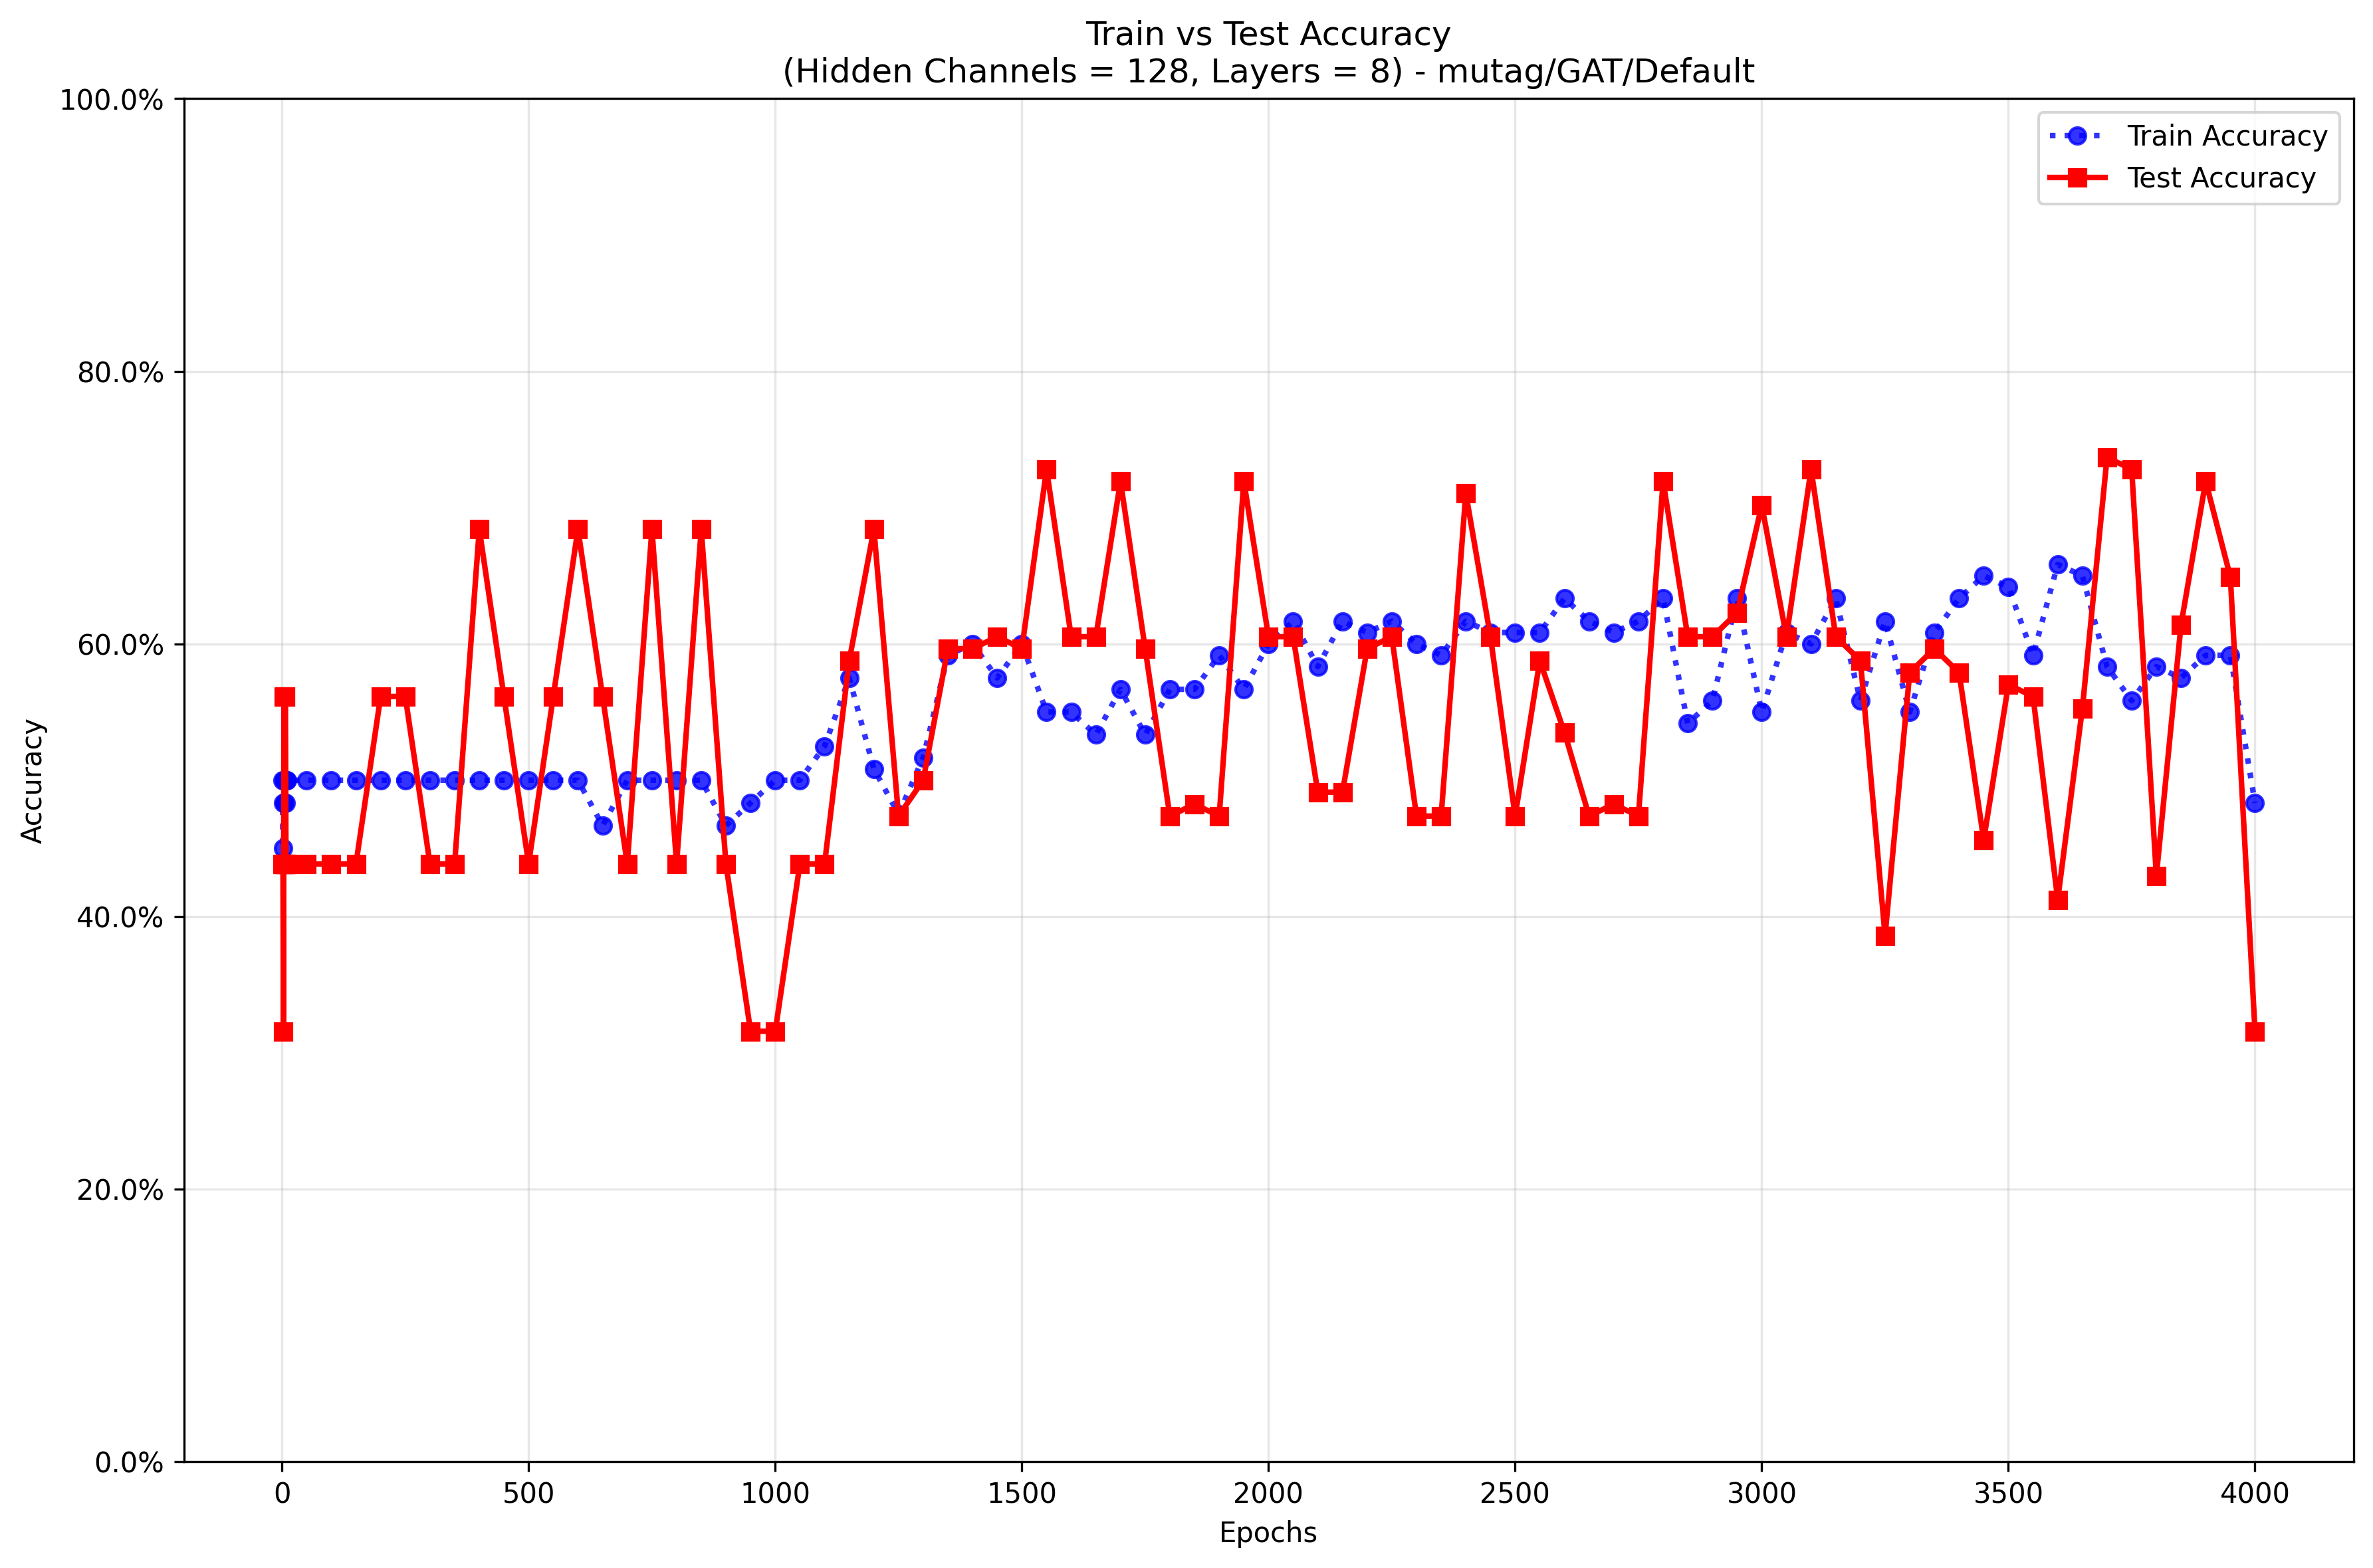 Train vs Test Accuracy
(Hidden Channels = 128, Layers = 8) - mutag/GAT/Default
100.0%
80.0%
60.0%
40.0%
20.0%
0.0%
Accuracy
Train Accuracy
Test Accuracy
0 500 1000 1500 2000 2500 3000 3500 4000
Epochs